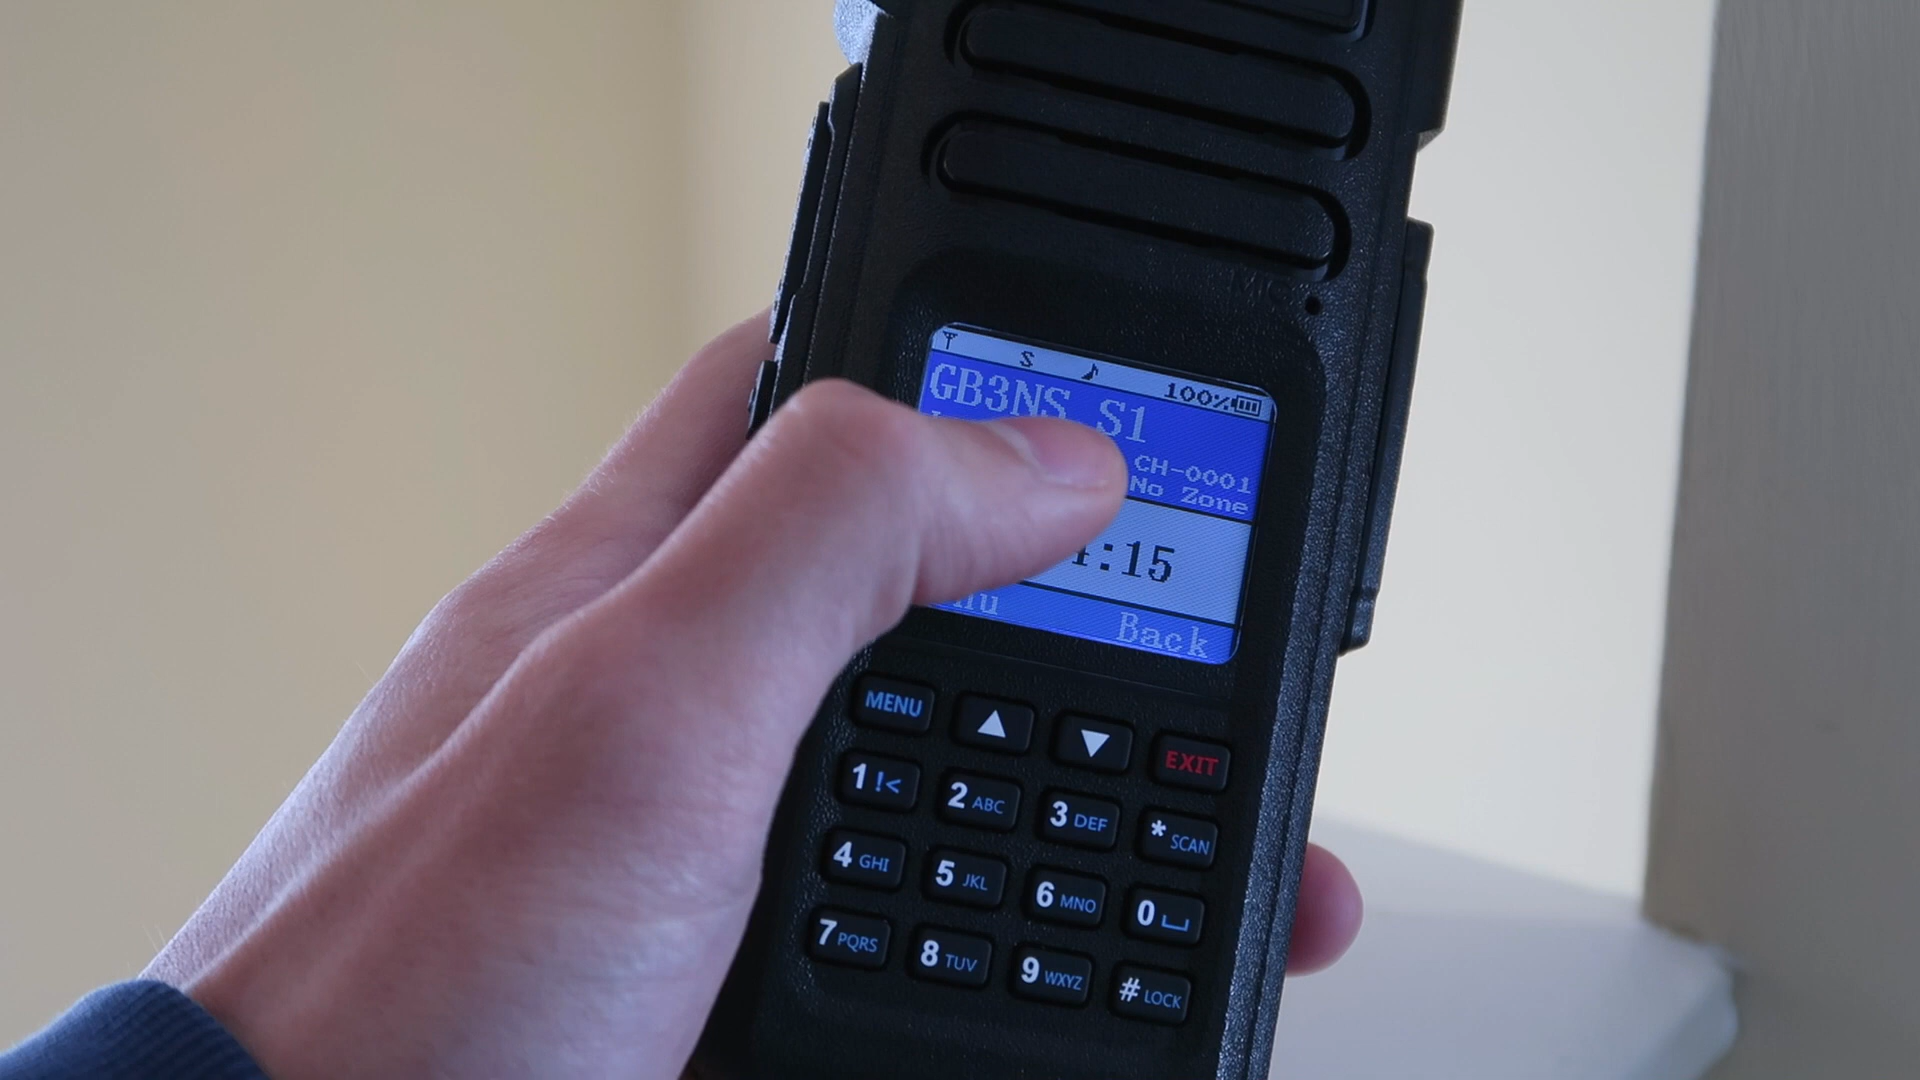 MIC
S 100%
GB3NS S1
CH-0001
No Zone
:15
Back
MENU EXIT
1 !< 2 ABC 3 DEF * SCAN
4 GHI 5 JKL 6 MNO 0
7 PQRS 8 TUV 9 WXYZ # LOCK